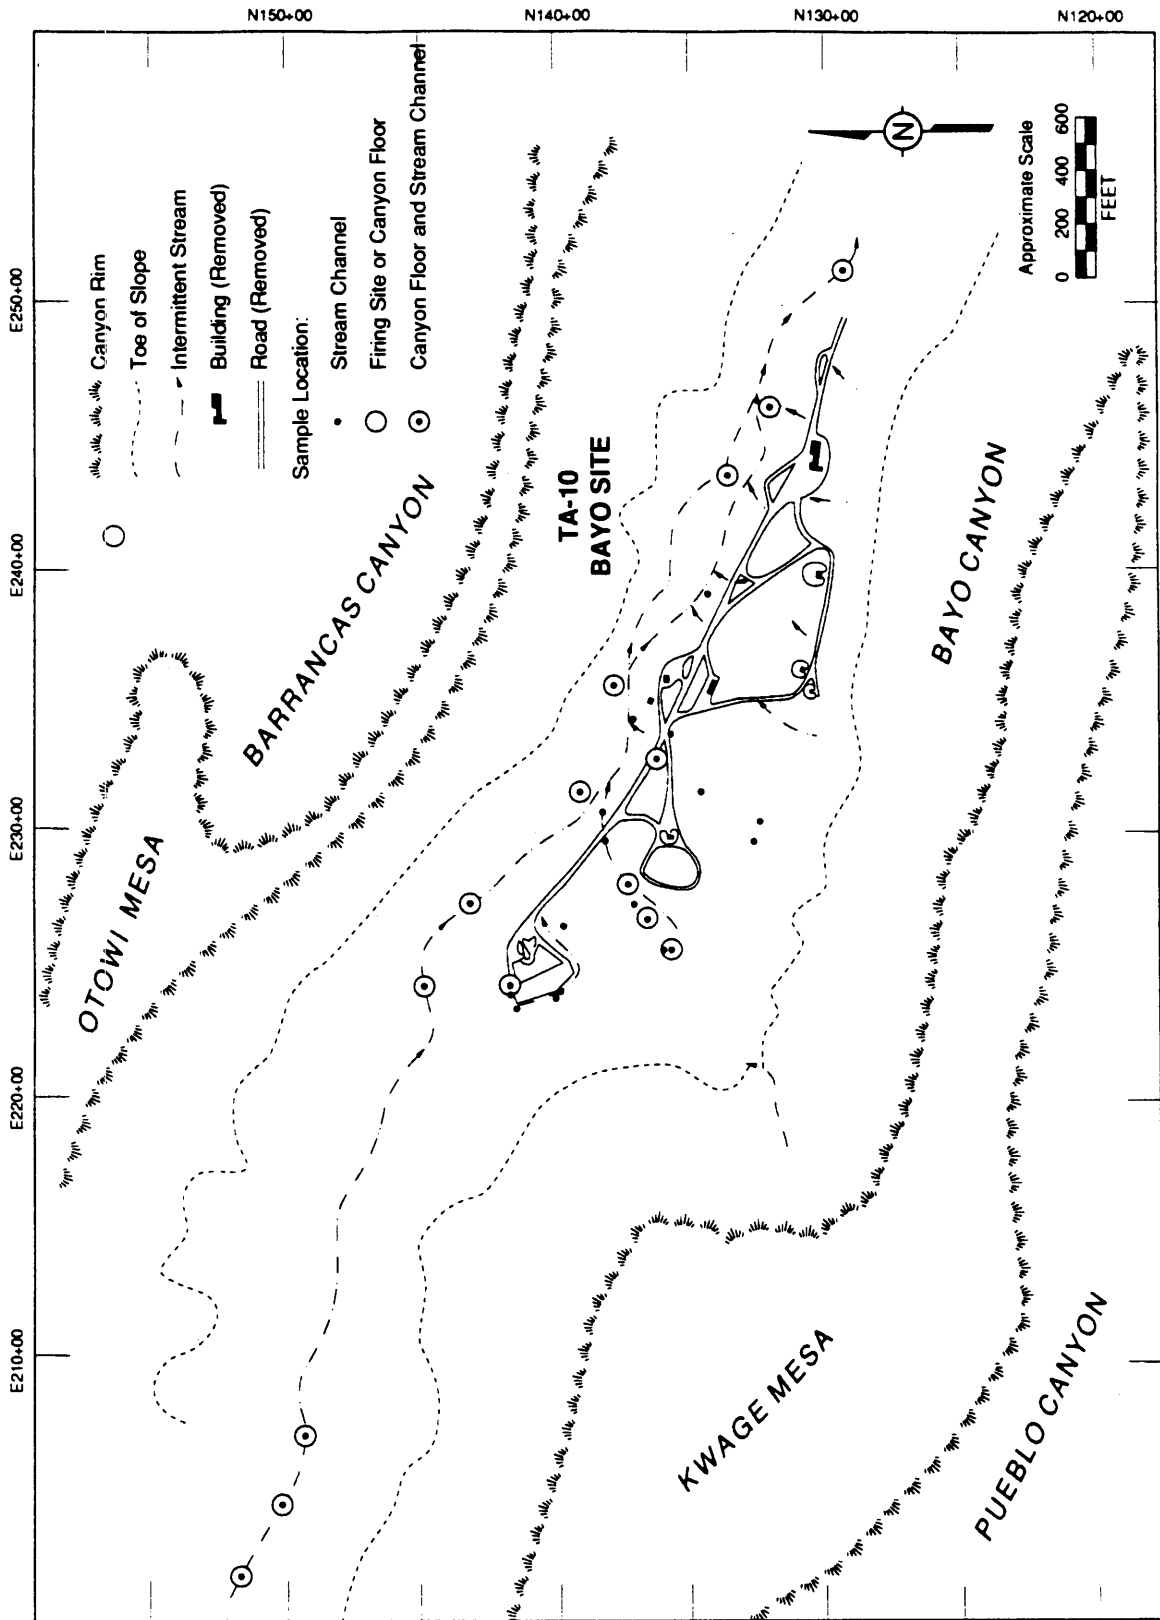 N150+00
N140+00
N130+00
N120+00
E250+00
E240+00
E230+00
E220+00
E210+00
Canyon Rim
Toe of Slope
Intermittent Stream
Building (Removed)
Road (Removed)
Sample Location:
Stream Channel
Firing Site or Canyon Floor
Canyon Floor and Stream Channel
N
Approximate Scale
0 200 400 600
FEET
OTOWI MESA
BARRANCAS CANYON
TA-10
BAYO SITE
BAYO CANYON
KWAGE MESA
PUEBLO CANYON